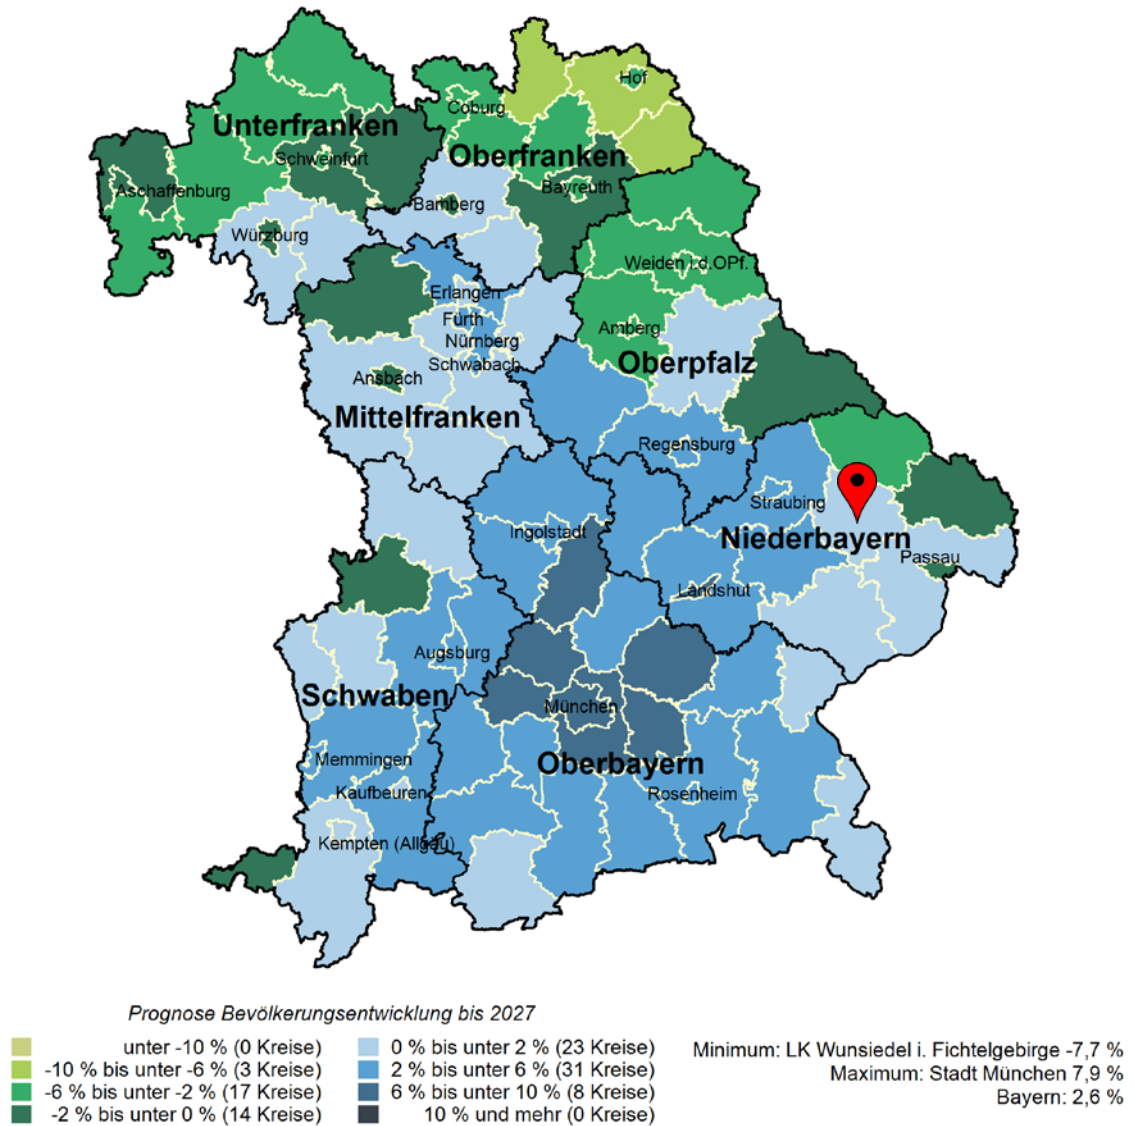 Hof
Coburg
Unterfranken
Oberfranken
Schweinfurt
Aschaffenburg
Bayreuth
Bamberg
Würzburg
Weiden i.d.OPf.
Erlangen
Fürth
Amberg
Nürnberg
Schwabach
Oberpfalz
Ansbach
Mittelfranken
Regensburg
Straubing
Ingolstadt
Niederbayern
Passau
Landshut
Augsburg
Schwaben
München
Memmingen
Oberbayern
Kaufbeuren
Rosenheim
Kempten (Allgäu)
Prognose Bevölkerungsentwicklung bis 2027
unter -10 % (0 Kreise)
-10 % bis unter -6 % (3 Kreise)
-6 % bis unter -2 % (17 Kreise)
-2 % bis unter 0 % (14 Kreise)
0 % bis unter 2 % (23 Kreise)
2 % bis unter 6 % (31 Kreise)
6 % bis unter 10 % (8 Kreise)
10 % und mehr (0 Kreise)
Minimum: LK Wunsiedel i. Fichtelgebirge -7,7 %
Maximum: Stadt München 7,9 %
Bayern: 2,6 %